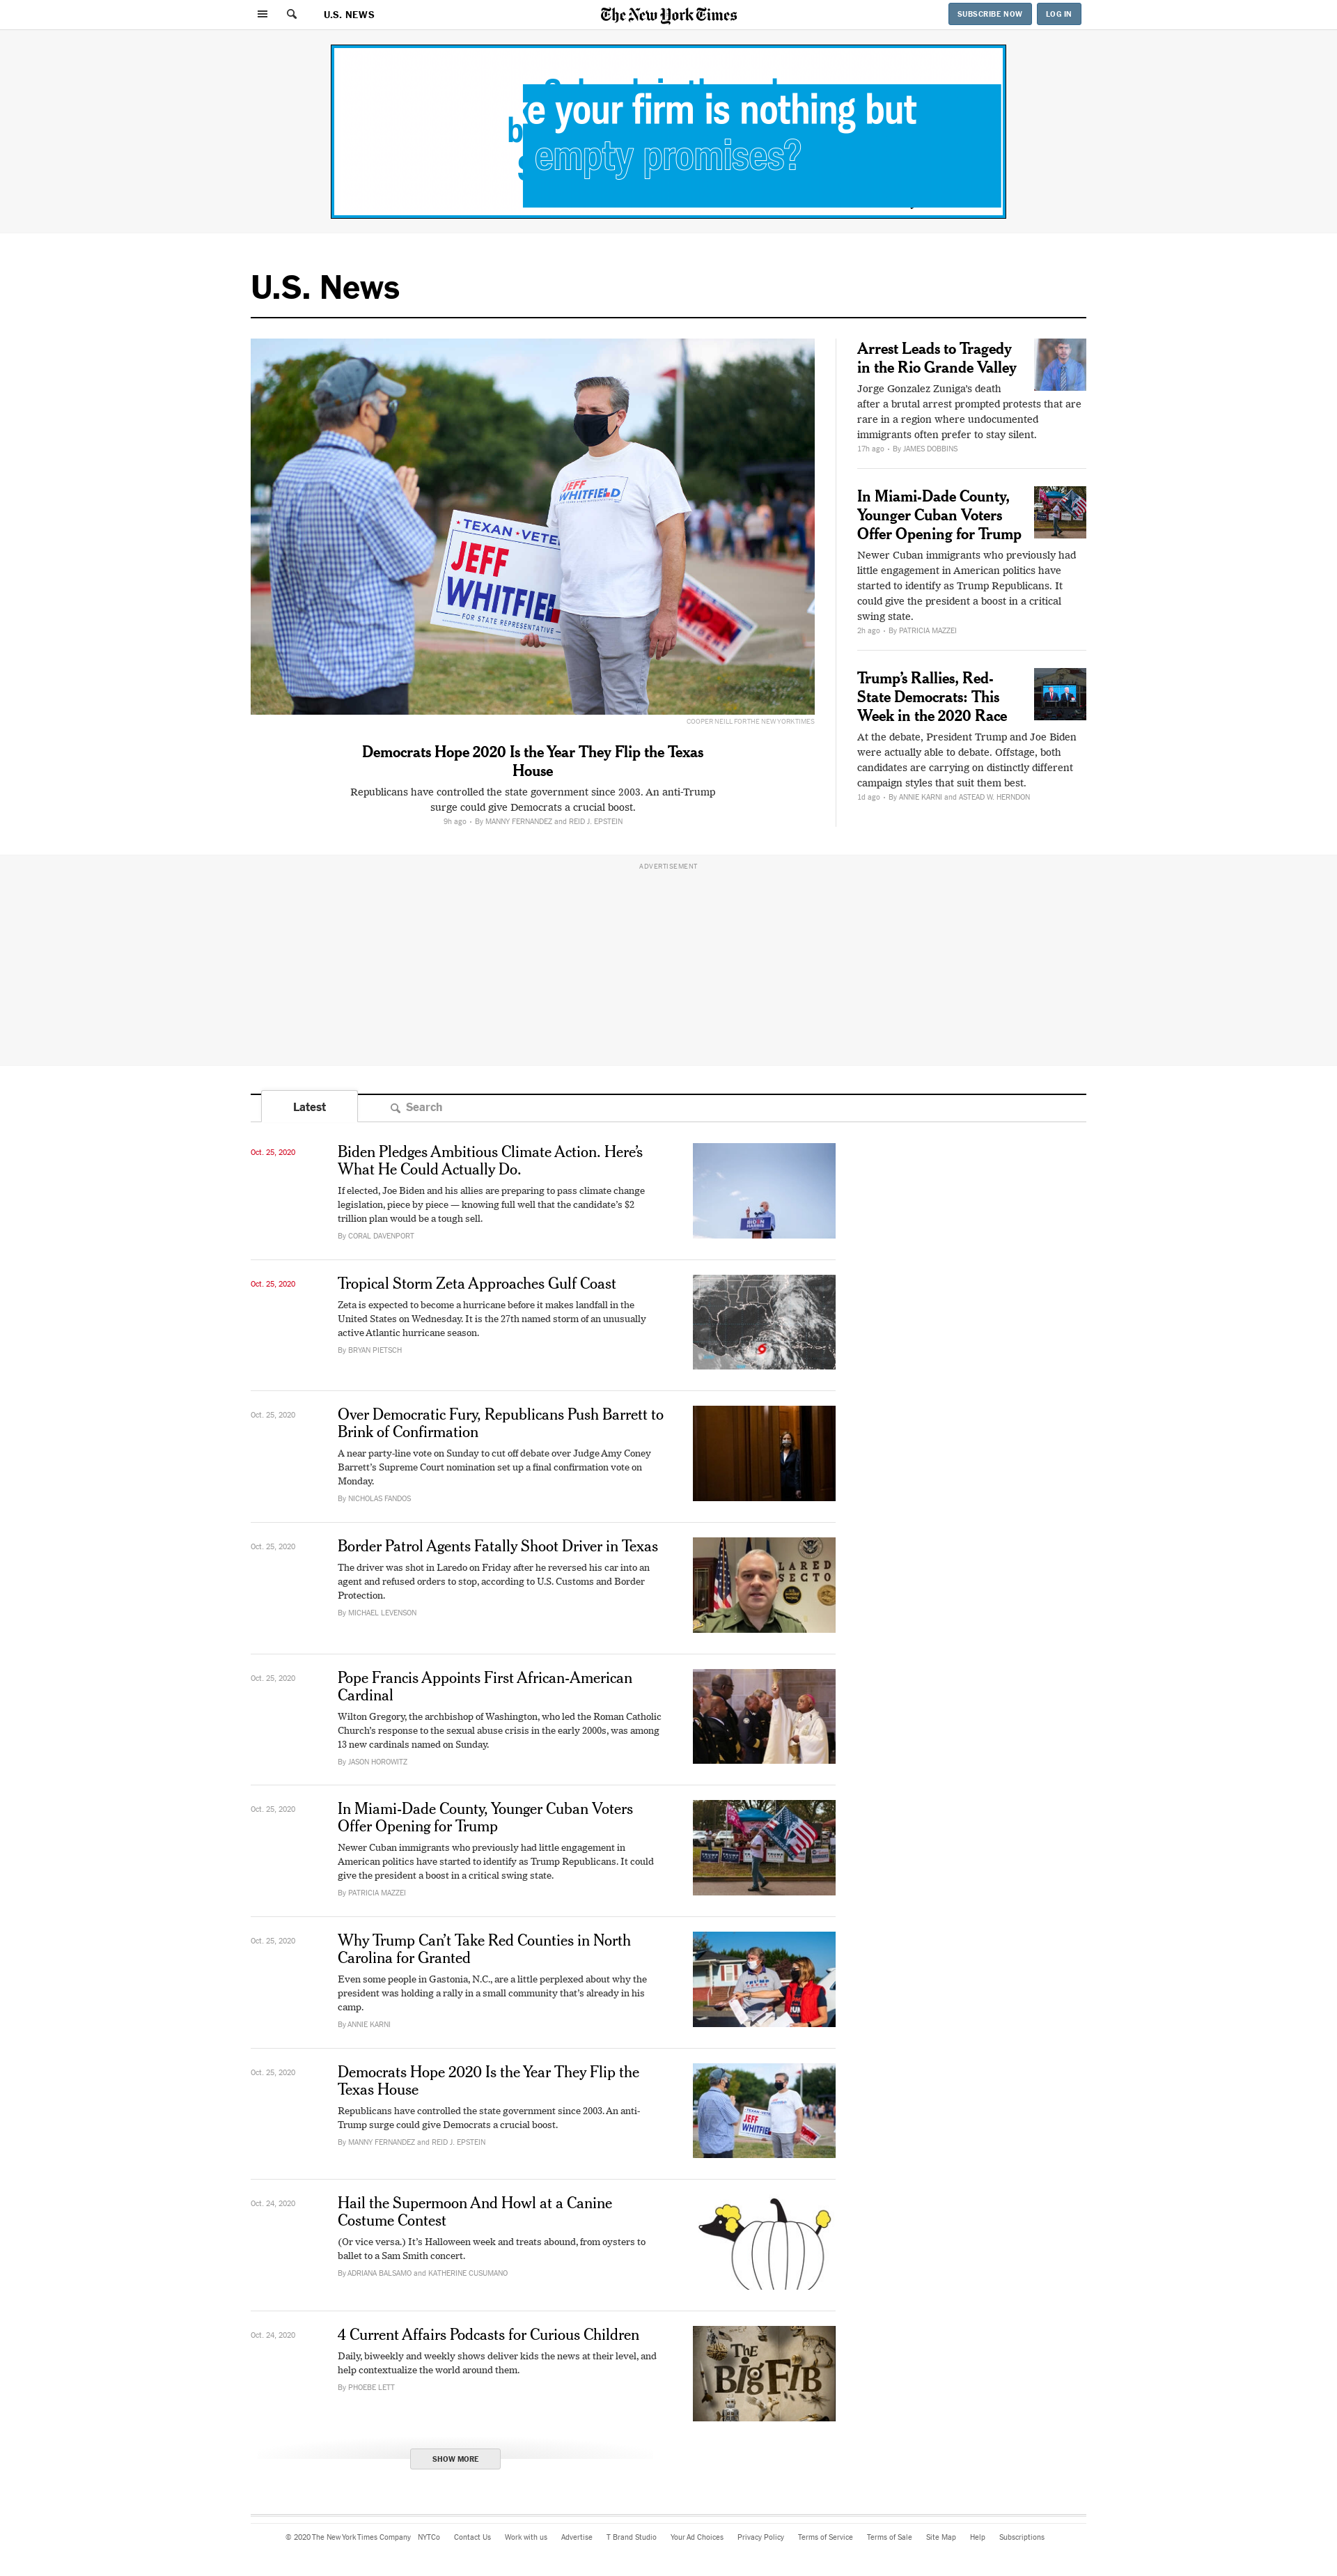 U.S. NEWS
The New York Times
SUBSCRIBE NOW
LOG IN
your firm is nothing but
empty promises?
U.S. News
TEXAN VETE
JEFF
WHITFIEL
FOR STATE REPRESENTATIVE
JEFF
WHITFIELD
COOPER NEILL FOR THE NEW YORK TIMES
Democrats Hope 2020 Is the Year They Flip the Texas
House
Republicans have controlled the state government since 2003. An anti-Trump
surge could give Democrats a crucial boost.
9h ago • By MANNY FERNANDEZ and REID J. EPSTEIN
Arrest Leads to Tragedy
in the Rio Grande Valley
Jorge Gonzalez Zuniga's death
after a brutal arrest prompted protests that are
rare in a region where undocumented
immigrants often prefer to stay silent.
17h ago • By JAMES DOBBINS
In Miami-Dade County,
Younger Cuban Voters
Offer Opening for Trump
Newer Cuban immigrants who previously had
little engagement in American politics have
started to identify as Trump Republicans. It
could give the president a boost in a critical
swing state.
2h ago • By PATRICIA MAZZEI
Trump's Rallies, Red-
State Democrats: This
Week in the 2020 Race
At the debate, President Trump and Joe Biden
were actually able to debate. Offstage, both
candidates are carrying on distinctly different
campaign styles that suit them best.
1d ago • By ANNIE KARNI and ASTEAD W. HERNDON
ADVERTISEMENT
Latest
Search
Oct. 25, 2020
Biden Pledges Ambitious Climate Action. Here's
What He Could Actually Do.
If elected, Joe Biden and his allies are preparing to pass climate change
legislation, piece by piece — knowing full well that the candidate's $2
trillion plan would be a tough sell.
By CORAL DAVENPORT
BIDEN
HARRIS
Oct. 25, 2020
Tropical Storm Zeta Approaches Gulf Coast
Zeta is expected to become a hurricane before it makes landfall in the
United States on Wednesday. It is the 27th named storm of an unusually
active Atlantic hurricane season.
By BRYAN PIETSCH
Oct. 25, 2020
Over Democratic Fury, Republicans Push Barrett to
Brink of Confirmation
A near party-line vote on Sunday to cut off debate over Judge Amy Coney
Barrett's Supreme Court nomination set up a final confirmation vote on
Monday.
By NICHOLAS FANDOS
Oct. 25, 2020
Border Patrol Agents Fatally Shoot Driver in Texas
The driver was shot in Laredo on Friday after he reversed his car into an
agent and refused orders to stop, according to U.S. Customs and Border
Protection.
By MICHAEL LEVENSON
LARED
SECTO
Oct. 25, 2020
Pope Francis Appoints First African-American
Cardinal
Wilton Gregory, the archbishop of Washington, who led the Roman Catholic
Church's response to the sexual abuse crisis in the early 2000s, was among
13 new cardinals named on Sunday.
By JASON HOROWITZ
Oct. 25, 2020
In Miami-Dade County, Younger Cuban Voters
Offer Opening for Trump
Newer Cuban immigrants who previously had little engagement in
American politics have started to identify as Trump Republicans. It could
give the president a boost in a critical swing state.
By PATRICIA MAZZEI
Oct. 25, 2020
Why Trump Can't Take Red Counties in North
Carolina for Granted
Even some people in Gastonia, N.C., are a little perplexed about why the
president was holding a rally in a small community that's already in his
camp.
By ANNIE KARNI
TRUMP
Oct. 25, 2020
Democrats Hope 2020 Is the Year They Flip the
Texas House
Republicans have controlled the state government since 2003. An anti-
Trump surge could give Democrats a crucial boost.
By MANNY FERNANDEZ and REID J. EPSTEIN
JEFF
WHITFIEL
Oct. 24, 2020
Hail the Supermoon And Howl at a Canine
Costume Contest
(Or vice versa.) It's Halloween week and treats abound, from oysters to
ballet to a Sam Smith concert.
By ADRIANA BALSAMO and KATHERINE CUSUMANO
Oct. 24, 2020
4 Current Affairs Podcasts for Curious Children
Daily, biweekly and weekly shows deliver kids the news at their level, and
help contextualize the world around them.
By PHOEBE LETT
THE
BIG FIB
SHOW MORE
© 2020 The New York Times Company NYTCo Contact Us Work with us Advertise T Brand Studio Your Ad Choices Privacy Policy Terms of Service Terms of Sale Site Map Help Subscriptions